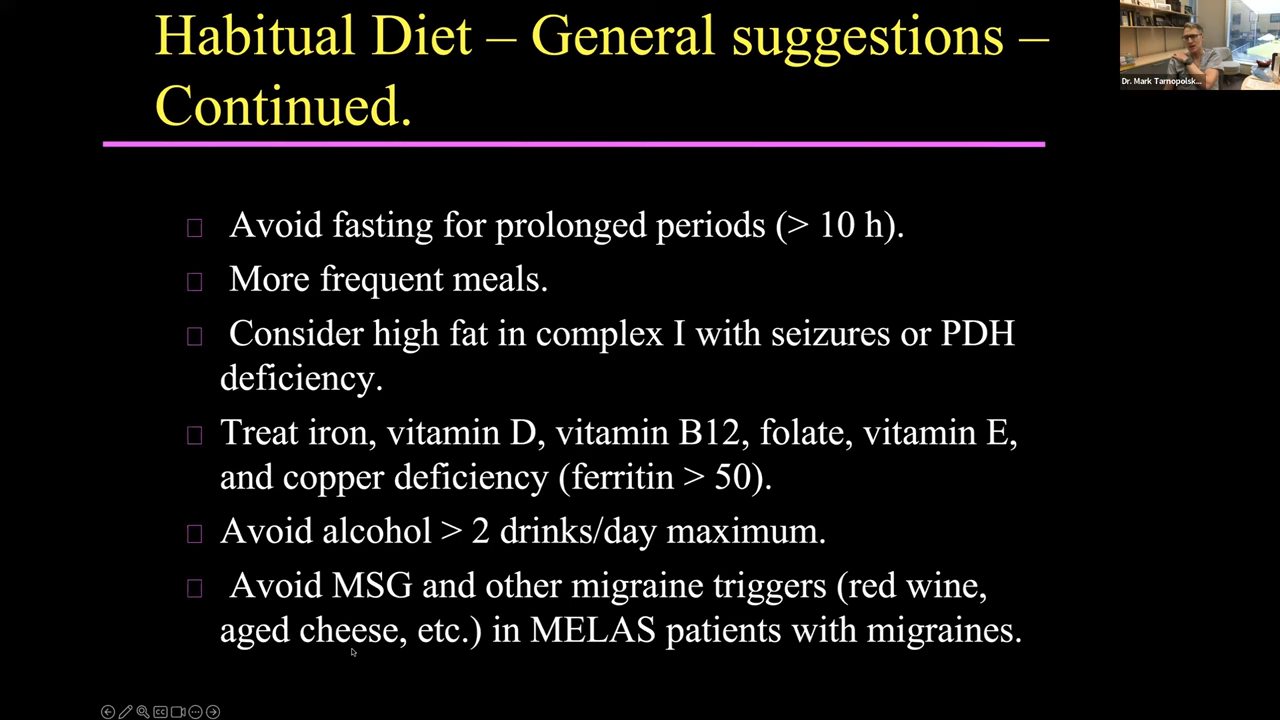 Habitual Diet – General suggestions –
Continued.
Dr. Mark Tarnopolsk...
Avoid fasting for prolonged periods (> 10 h).
More frequent meals.
Consider high fat in complex I with seizures or PDH
deficiency.
Treat iron, vitamin D, vitamin B12, folate, vitamin E,
and copper deficiency (ferritin > 50).
Avoid alcohol > 2 drinks/day maximum.
Avoid MSG and other migraine triggers (red wine,
aged cheese, etc.) in MELAS patients with migraines.
CC